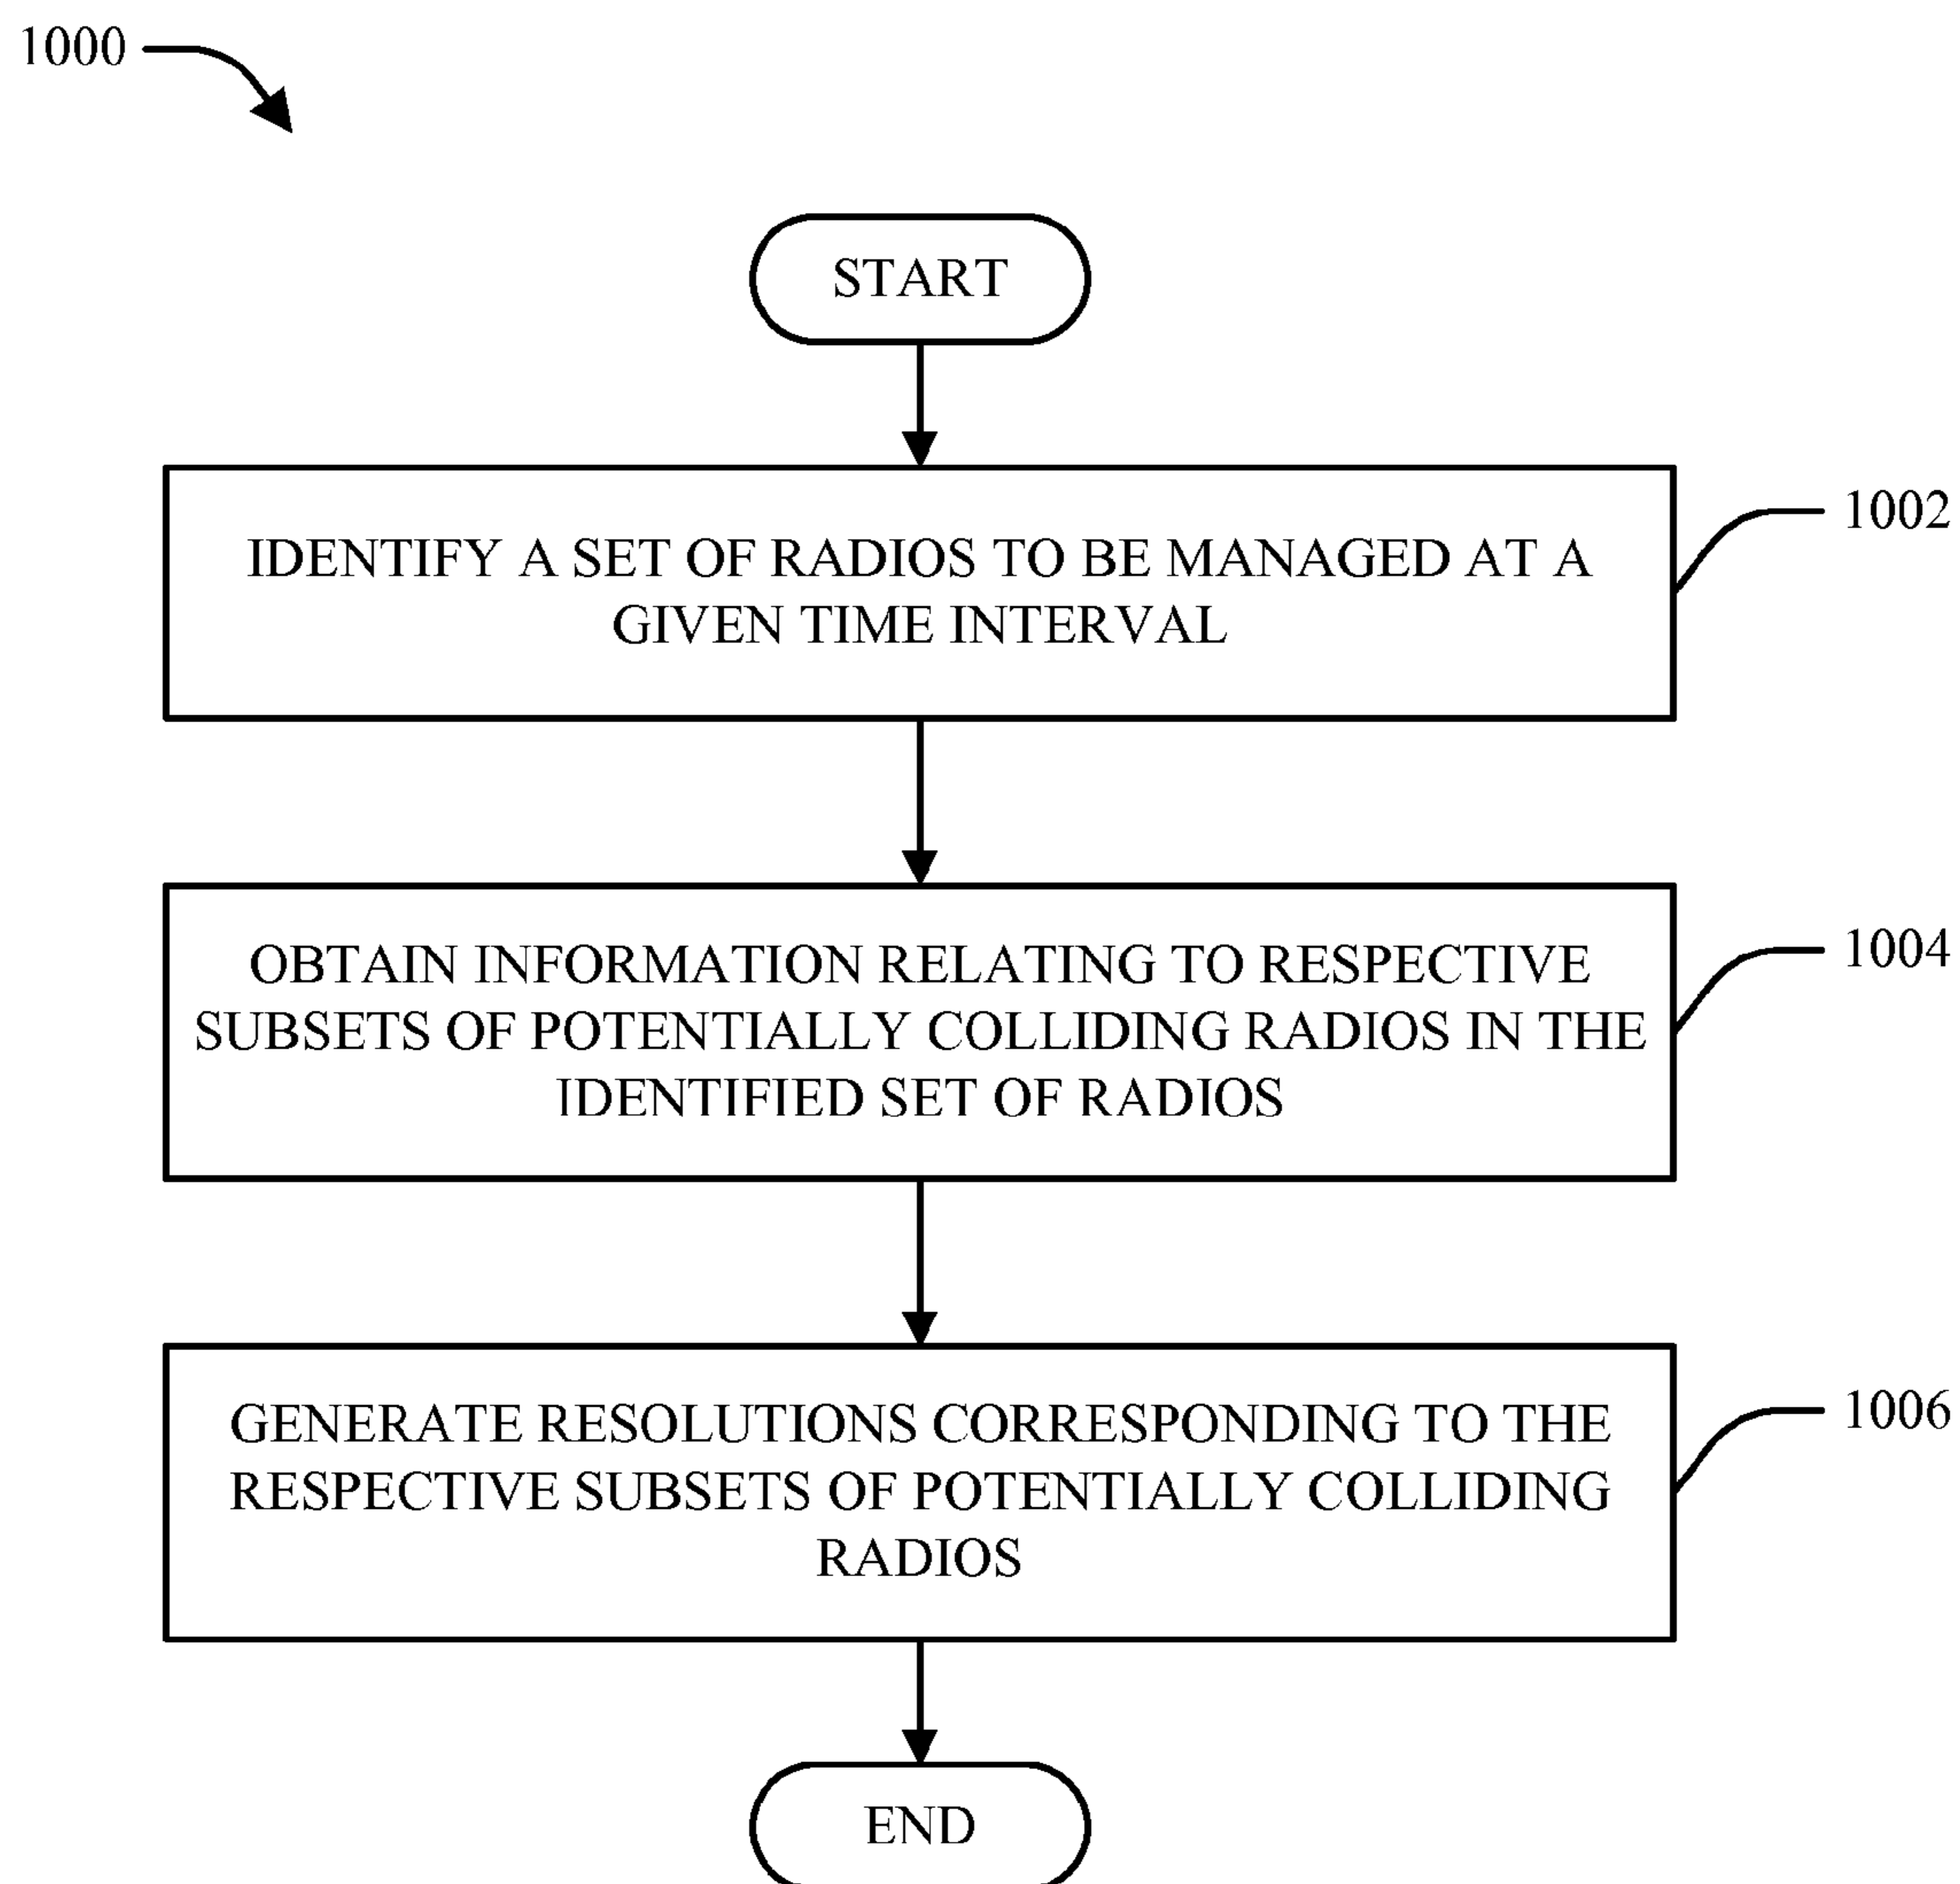 1000
START
IDENTIFY A SET OF RADIOS TO BE MANAGED AT A
GIVEN TIME INTERVAL
1002
OBTAIN INFORMATION RELATING TO RESPECTIVE
SUBSETS OF POTENTIALLY COLLIDING RADIOS IN THE
IDENTIFIED SET OF RADIOS
1004
GENERATE RESOLUTIONS CORRESPONDING TO THE
RESPECTIVE SUBSETS OF POTENTIALLY COLLIDING
RADIOS
1006
END